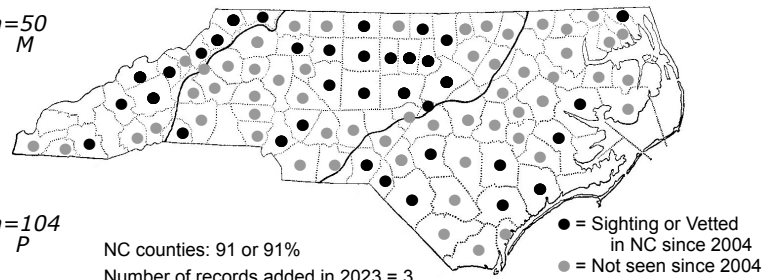 =50
M
=104
P
NC counties: 91 or 91%
Number of records added in 2023 = 3
● = Sighting or Vetted
in NC since 2004
● = Not seen since 2004